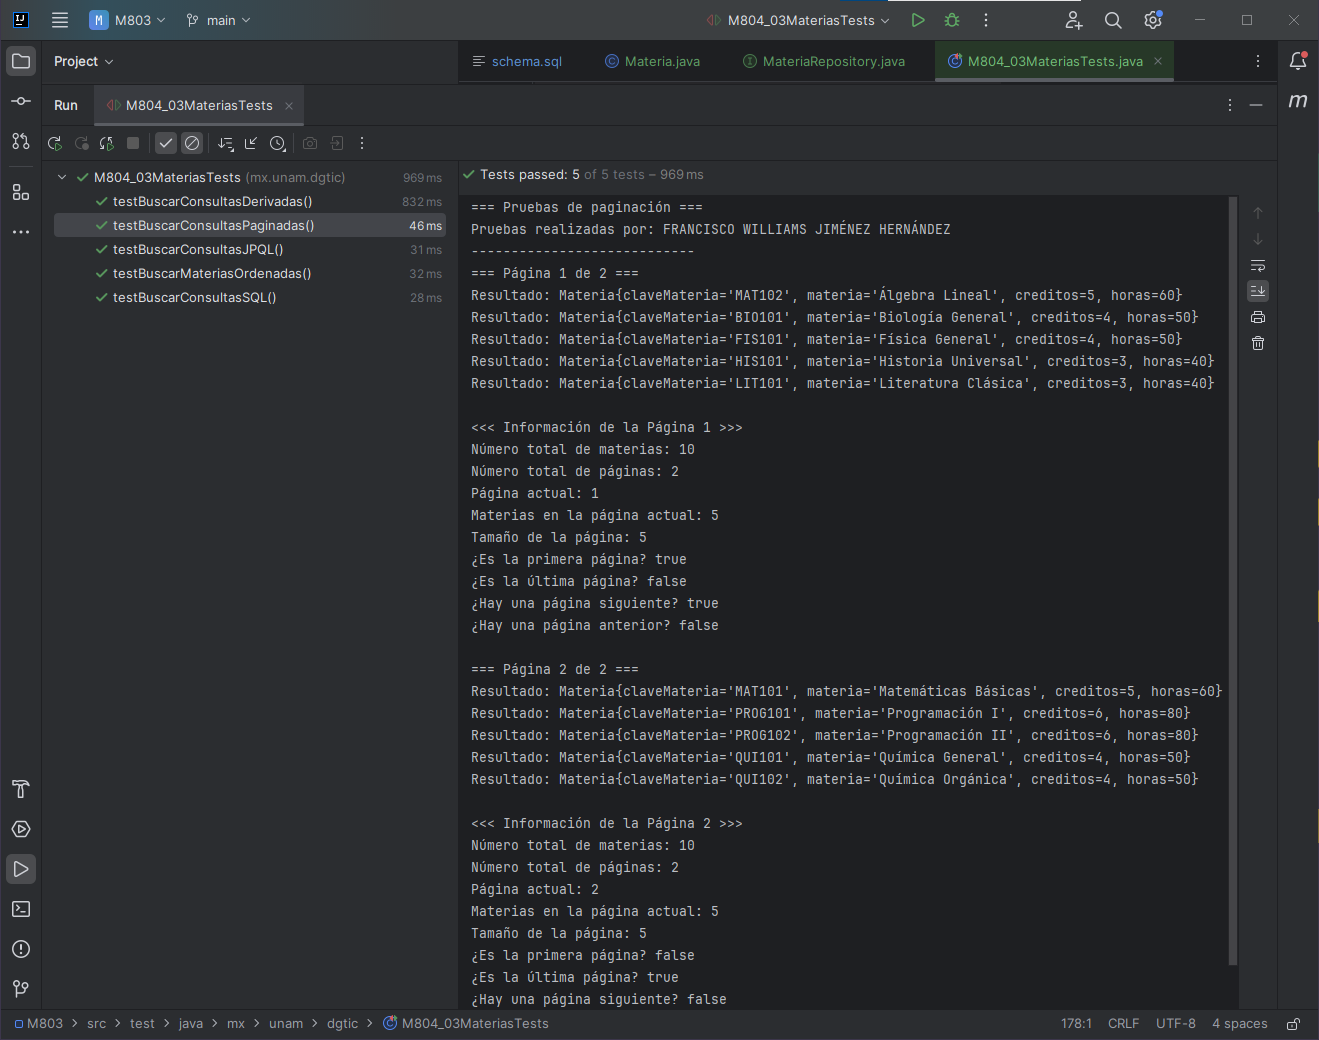 M M803 main M804_03MateriasTests
Project schema.sql Materia.java MateriaRepository.java M804_03MateriasTests.java
Run M804_03MateriasTests
M804_03MateriasTests (mx.unam.dgtic) 969 ms
testBuscarConsultasDerivadas() 832 ms
testBuscarConsultasPaginadas() 46 ms
testBuscarConsultasJPQL() 31 ms
testBuscarMateriasOrdenadas() 32 ms
testBuscarConsultasSQL() 28 ms
Tests passed: 5 of 5 tests – 969 ms
=== Pruebas de paginación ===
Pruebas realizadas por: FRANCISCO WILLIAMS JIMÉNEZ HERNÁNDEZ
----------------------------
=== Página 1 de 2 ===
Resultado: Materia{claveMateria='MAT102', materia='Álgebra Lineal', creditos=5, horas=60}
Resultado: Materia{claveMateria='BIO101', materia='Biología General', creditos=4, horas=50}
Resultado: Materia{claveMateria='FIS101', materia='Física General', creditos=4, horas=50}
Resultado: Materia{claveMateria='HIS101', materia='Historia Universal', creditos=3, horas=40}
Resultado: Materia{claveMateria='LIT101', materia='Literatura Clásica', creditos=3, horas=40}
<<< Información de la Página 1 >>>
Número total de materias: 10
Número total de páginas: 2
Página actual: 1
Materias en la página actual: 5
Tamaño de la página: 5
¿Es la primera página? true
¿Es la última página? false
¿Hay una página siguiente? true
¿Hay una página anterior? false
=== Página 2 de 2 ===
Resultado: Materia{claveMateria='MAT101', materia='Matemáticas Básicas', creditos=5, horas=60}
Resultado: Materia{claveMateria='PROG101', materia='Programación I', creditos=6, horas=80}
Resultado: Materia{claveMateria='PROG102', materia='Programación II', creditos=6, horas=80}
Resultado: Materia{claveMateria='QUI101', materia='Química General', creditos=4, horas=50}
Resultado: Materia{claveMateria='QUI102', materia='Química Orgánica', creditos=4, horas=50}
<<< Información de la Página 2 >>>
Número total de materias: 10
Número total de páginas: 2
Página actual: 2
Materias en la página actual: 5
Tamaño de la página: 5
¿Es la primera página? false
¿Es la última página? true
¿Hay una página siguiente? false
M803 > src > test > java > mx > unam > dgtic > M804_03MateriasTests 178:1 CRLF UTF-8 4 spaces